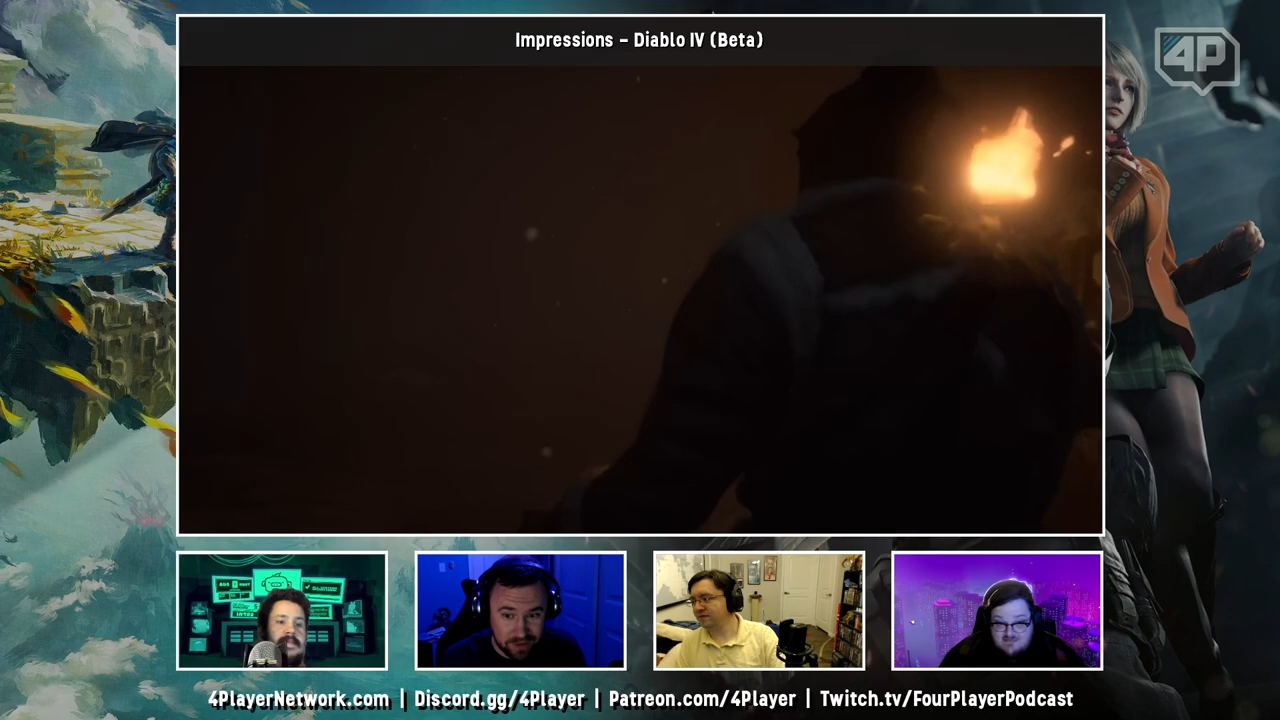 Impressions - Diablo IV (Beta)
4P
4PlayerNetwork.com | Discord.gg/4Player | Patreon.com/4Player | Twitch.tv/FourPlayerPodcast